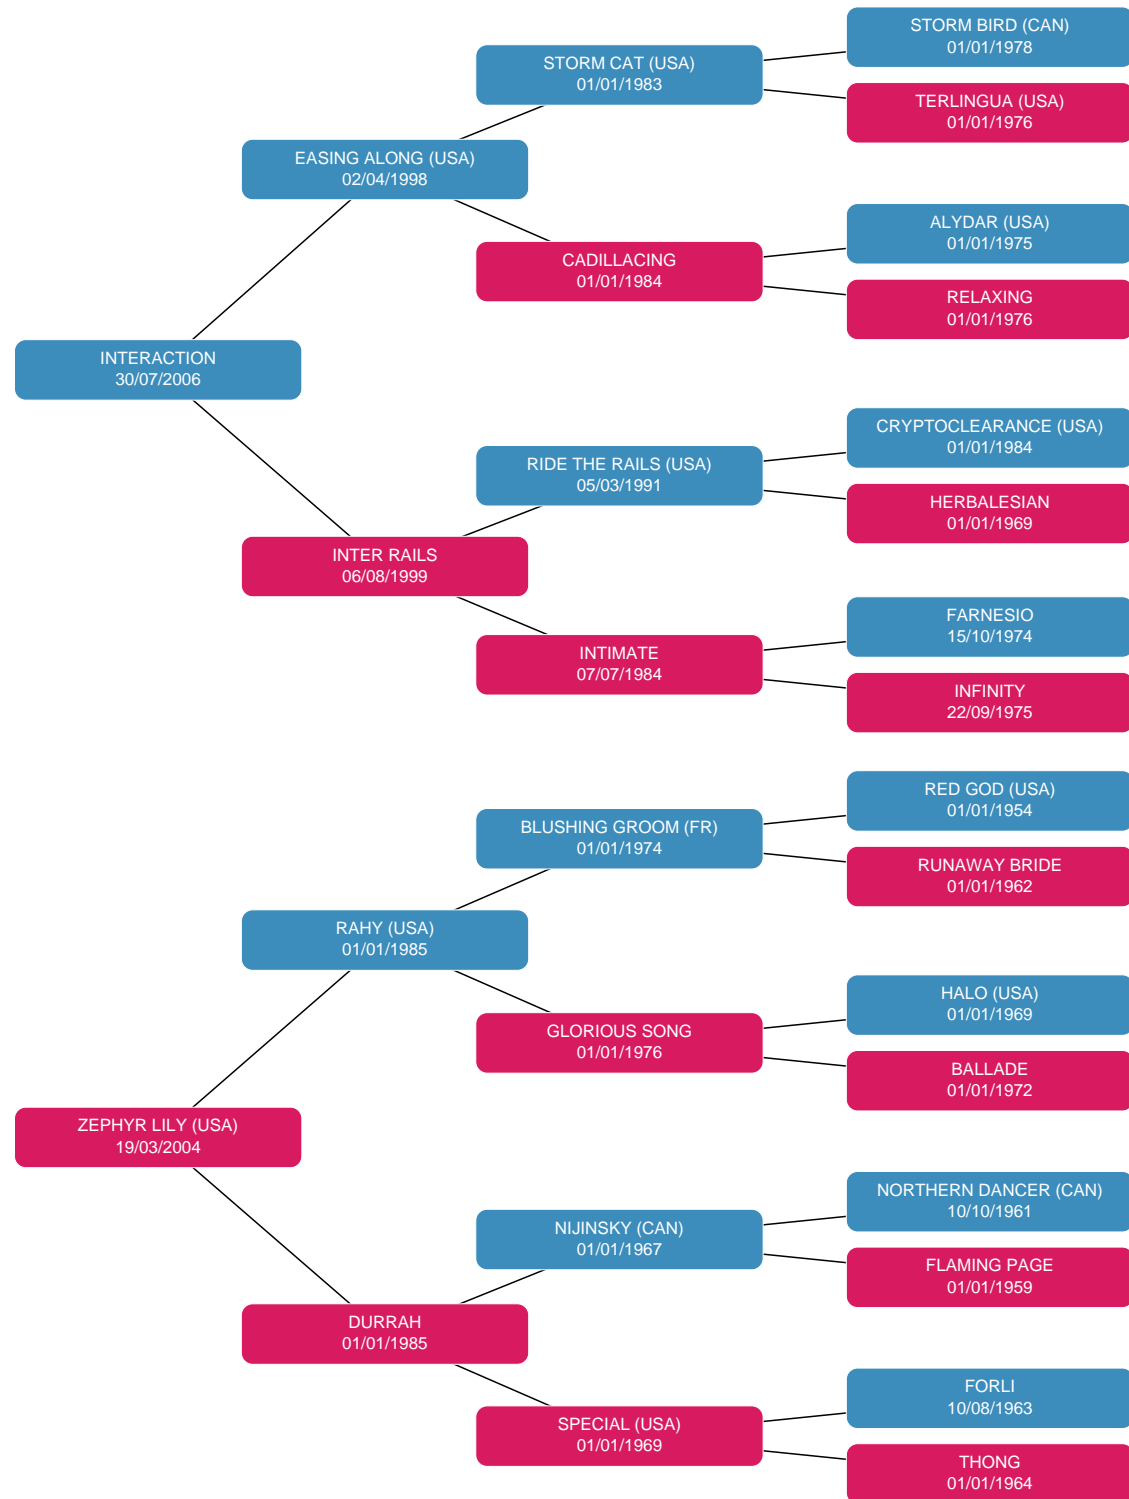 STORM BIRD (CAN)
01/01/1978
STORM CAT (USA)
01/01/1983
TERLINGUA (USA)
01/01/1976
EASING ALONG (USA)
02/04/1998
ALYDAR (USA)
01/01/1975
CADILLACING
01/01/1984
RELAXING
01/01/1976
INTERACTION
30/07/2006
CRYPTOCLEARANCE (USA)
01/01/1984
RIDE THE RAILS (USA)
05/03/1991
HERBALESIAN
01/01/1969
INTER RAILS
06/08/1999
FARNESIO
15/10/1974
INTIMATE
07/07/1984
INFINITY
22/09/1975
RED GOD (USA)
01/01/1954
BLUSHING GROOM (FR)
01/01/1974
RUNAWAY BRIDE
01/01/1962
RAHY (USA)
01/01/1985
HALO (USA)
01/01/1969
GLORIOUS SONG
01/01/1976
BALLADE
01/01/1972
ZEPHYR LILY (USA)
19/03/2004
NORTHERN DANCER (CAN)
10/10/1961
NIJINSKY (CAN)
01/01/1967
FLAMING PAGE
01/01/1959
DURRAH
01/01/1985
FORLI
10/08/1963
SPECIAL (USA)
01/01/1969
THONG
01/01/1964